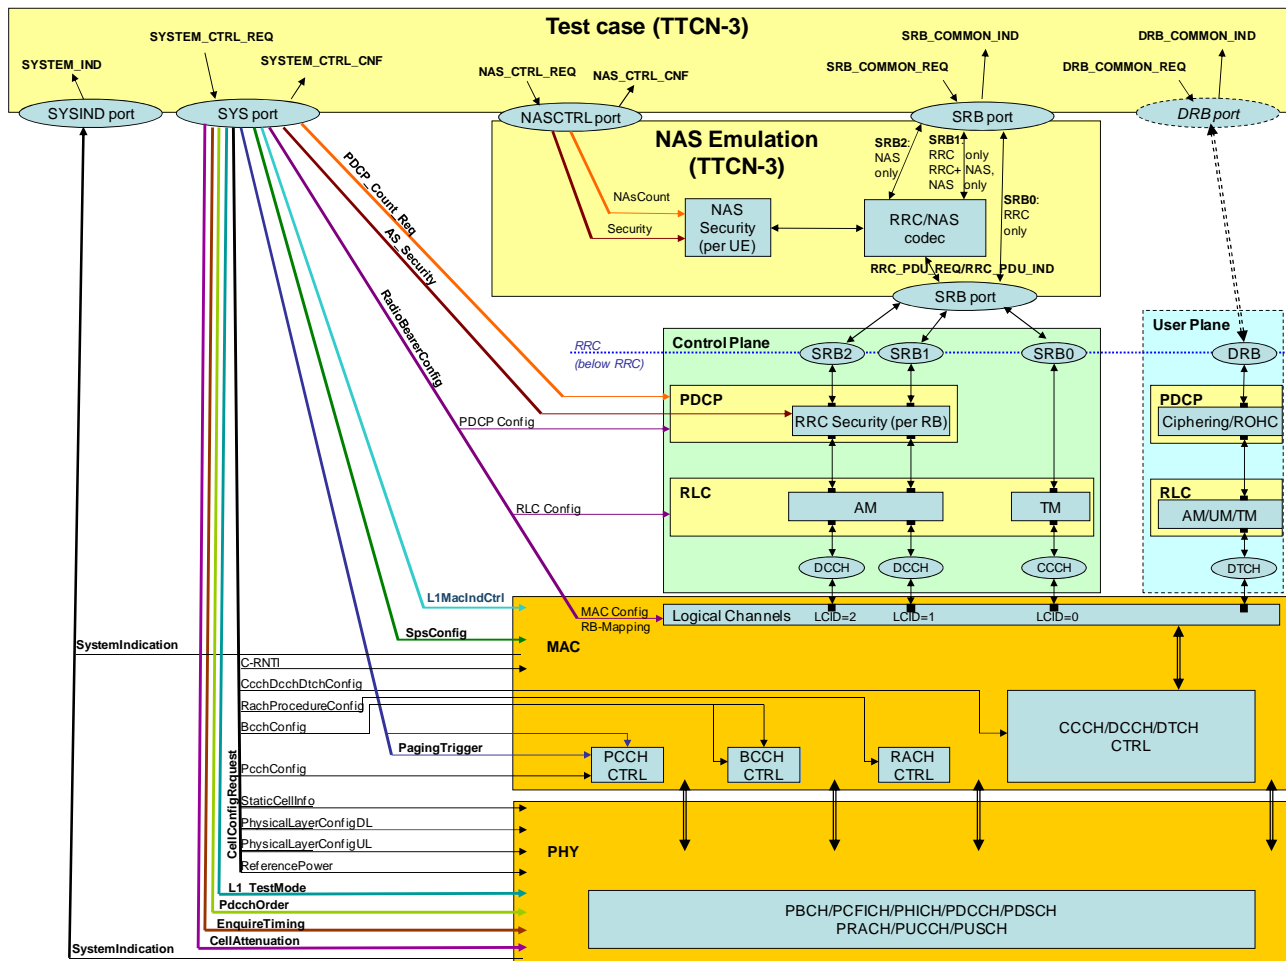 Test case (TTCN-3)
SYSTEM_CTRL_REQ
SYSTEM_IND
SYSTEM_CTRL_CNF
NAS_CTRL_REQ
NAS_CTRL_CNF
SRB_COMMON_IND
SRB_COMMON_REQ
DRB_COMMON_IND
DRB_COMMON_REQ
SYSIND port
SYS port
NASCTRL port
SRB port
DRB port
NAS Emulation
(TTCN-3)
SRB2:
NAS
only
SRB1:
RRC only
RRC+ NAS,
NAS only
SRB0:
RRC
only
NAsCount
Security
NAS
Security
(per UE)
RRC/NAS
codec
RRC_PDU_REQ/RRC_PDU_IND
SRB port
PDCP_Count_Req
AS_Security
RadioBearerConfig
RRC
(below RRC)
Control Plane
SRB2
SRB1
SRB0
User Plane
DRB
PDCP
RRC Security (per RB)
PDCP Config
PDCP
Ciphering/ROHC
RLC
AM
TM
RLC Config
RLC
AM/UM/TM
DCCH
DCCH
CCCH
DTCH
L1MacIndCtrl
MAC Config
RB-Mapping
Logical Channels
LCID=2
LCID=1
LCID=0
SpsConfig
MAC
SystemIndication
C-RNTI
CcchDcchDtchConfig
RachProcedureConfig
BcchConfig
PagingTrigger
PcchConfig
PCCH
CTRL
BCCH
CTRL
RACH
CTRL
CCCH/DCCH/DTCH
CTRL
CellConfigRequest
StaticCellInfo
PhysicalLayerConfigDL
PhysicalLayerConfigUL
ReferencePower
PHY
L1_TestMode
PdcchOrder
EnquireTiming
CellAttenuation
SystemIndication
PBCH/PCFICH/PHICH/PDCCH/PDSCH
PRACH/PUCCH/PUSCH